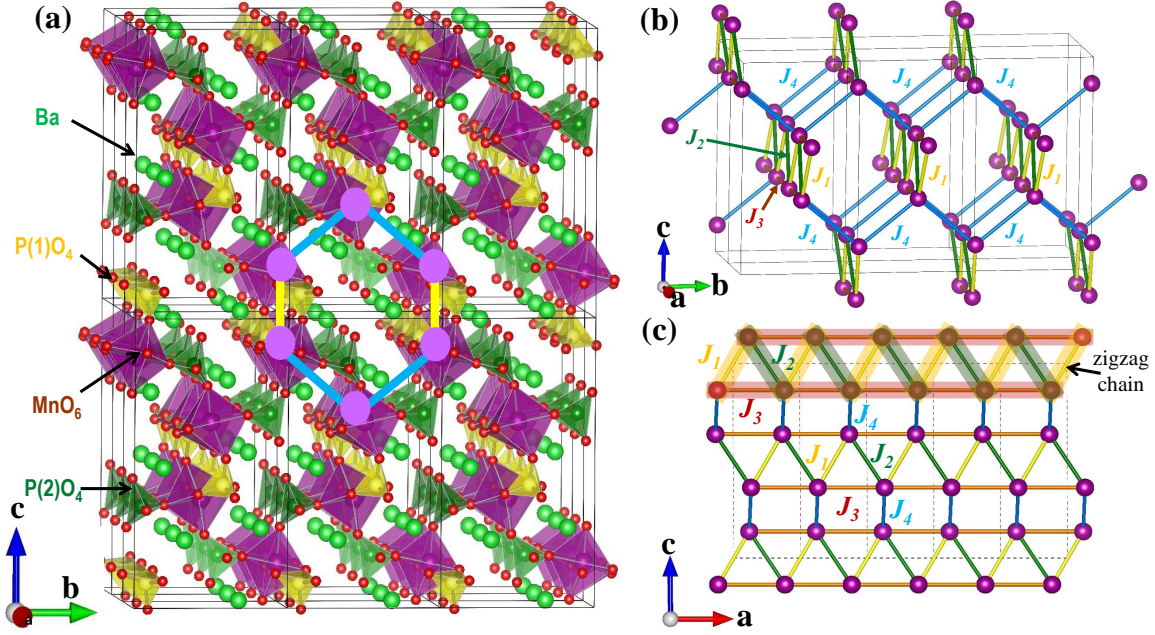 (a)
Ba
P(1)O₄
MnO₆
P(2)O₄
c
b
a
(b)
J₄ J₄ J₄
J₂
J₁ J₁
J₃
J₄ J₄ J₄
c
b
a
(c)
J₁ J₂
zigzag
chain
J₃ J₄
J₁ J₂
J₃ J₄
c
a